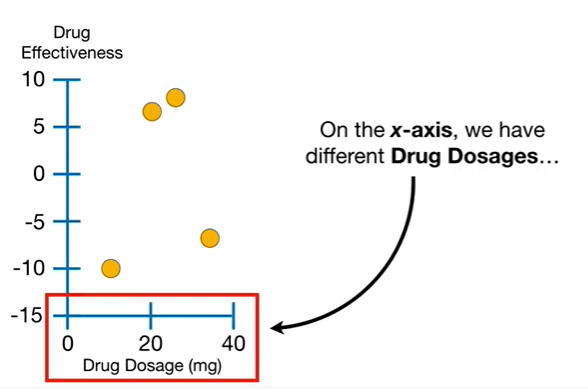 Drug
Effectiveness
10
5
0
-5
-10
-15
0 20 40
Drug Dosage (mg)
On the x-axis, we have
different Drug Dosages…